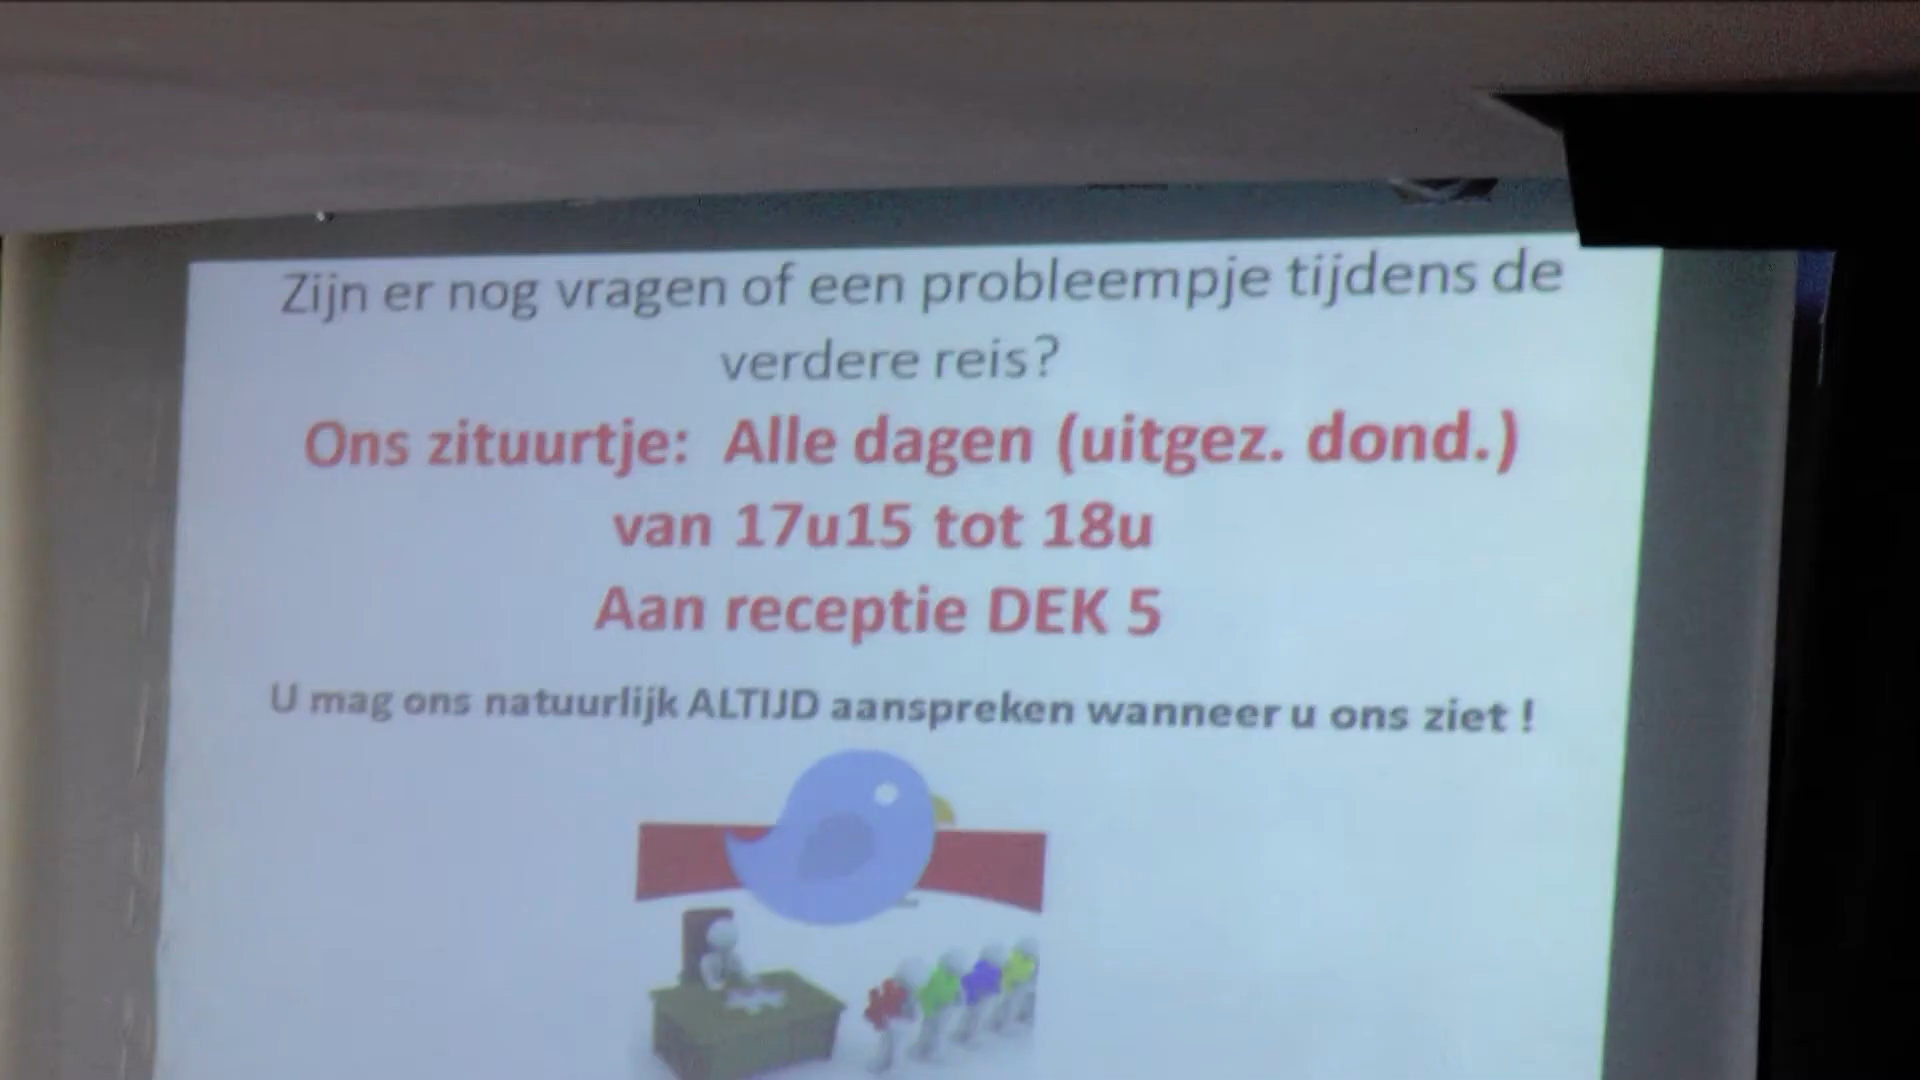 Zijn er nog vragen of een probleempje tijdens de
verdere reis?
Ons zituurtje: Alle dagen (uitgez. dond.)
van 17u15 tot 18u
Aan receptie DEK 5
U mag ons natuurlijk ALTIJD aanspreken wanneer u ons ziet !